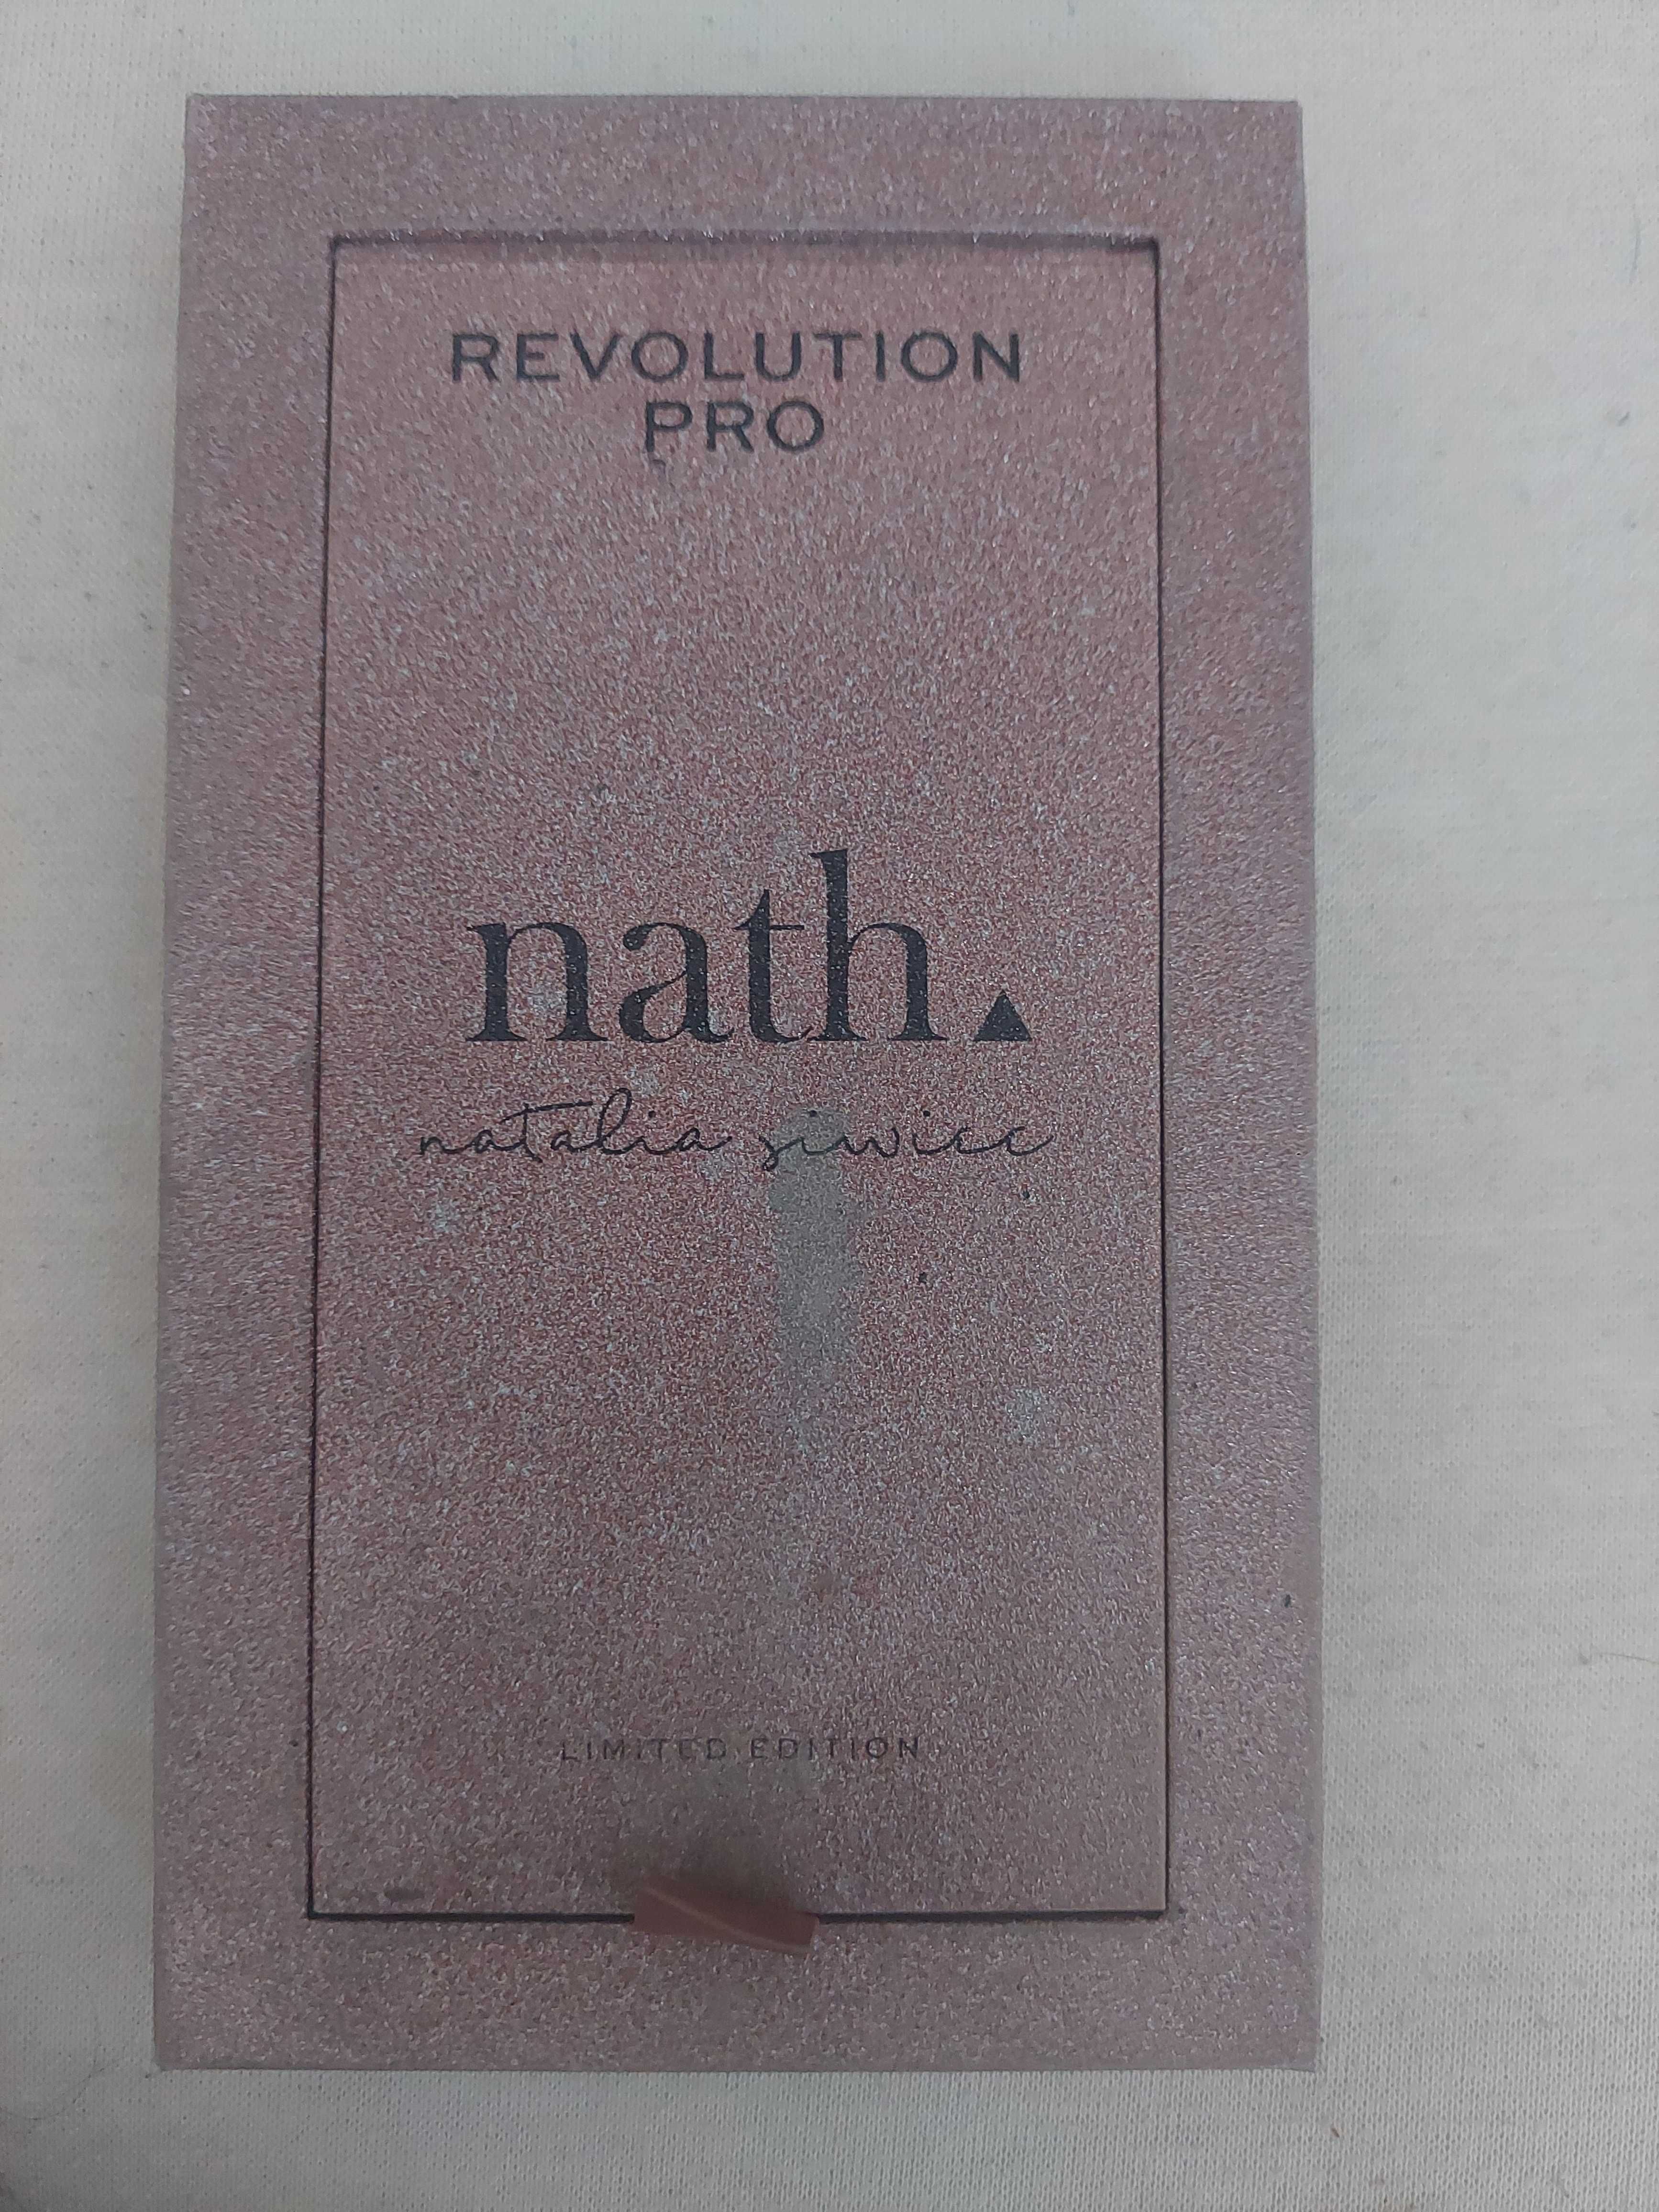 REVOLUTION
PRO
nath.
natalia siwiec
LIMITED EDITION